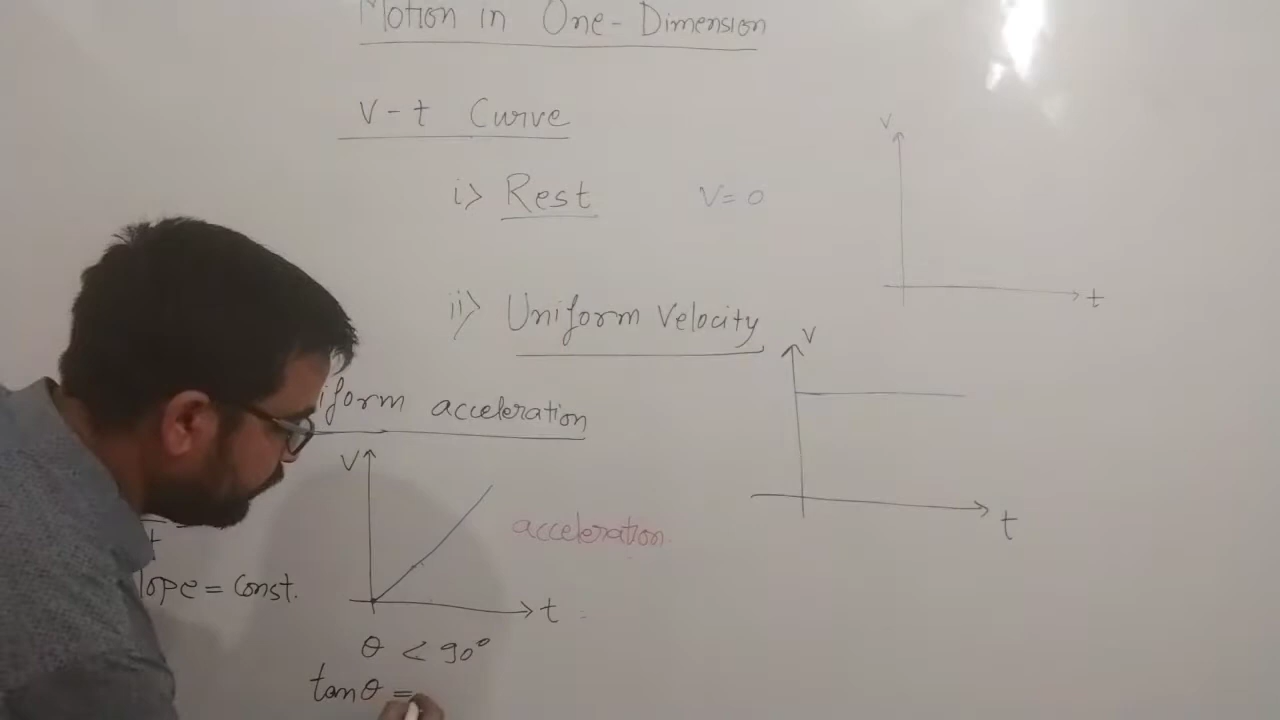 Motion in One-Dimension
V-t Curve
i> Rest V=0
V
t
ii> Uniform Velocity
V
t
iform acceleration
V
t
acceleration
t
lope = Const.
θ < 90°
tanθ =